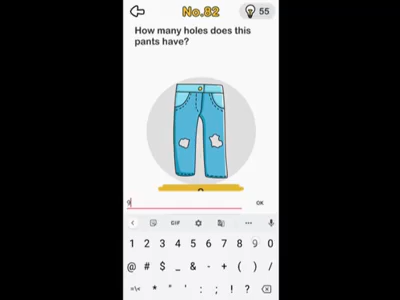 No.82
55
How many holes does this
pants have?
9
OK
GIF
1 2 3 4 5 6 7 8 9 0
@ # $ _ & - + ( ) /
=\< * " ' : ; ! ?